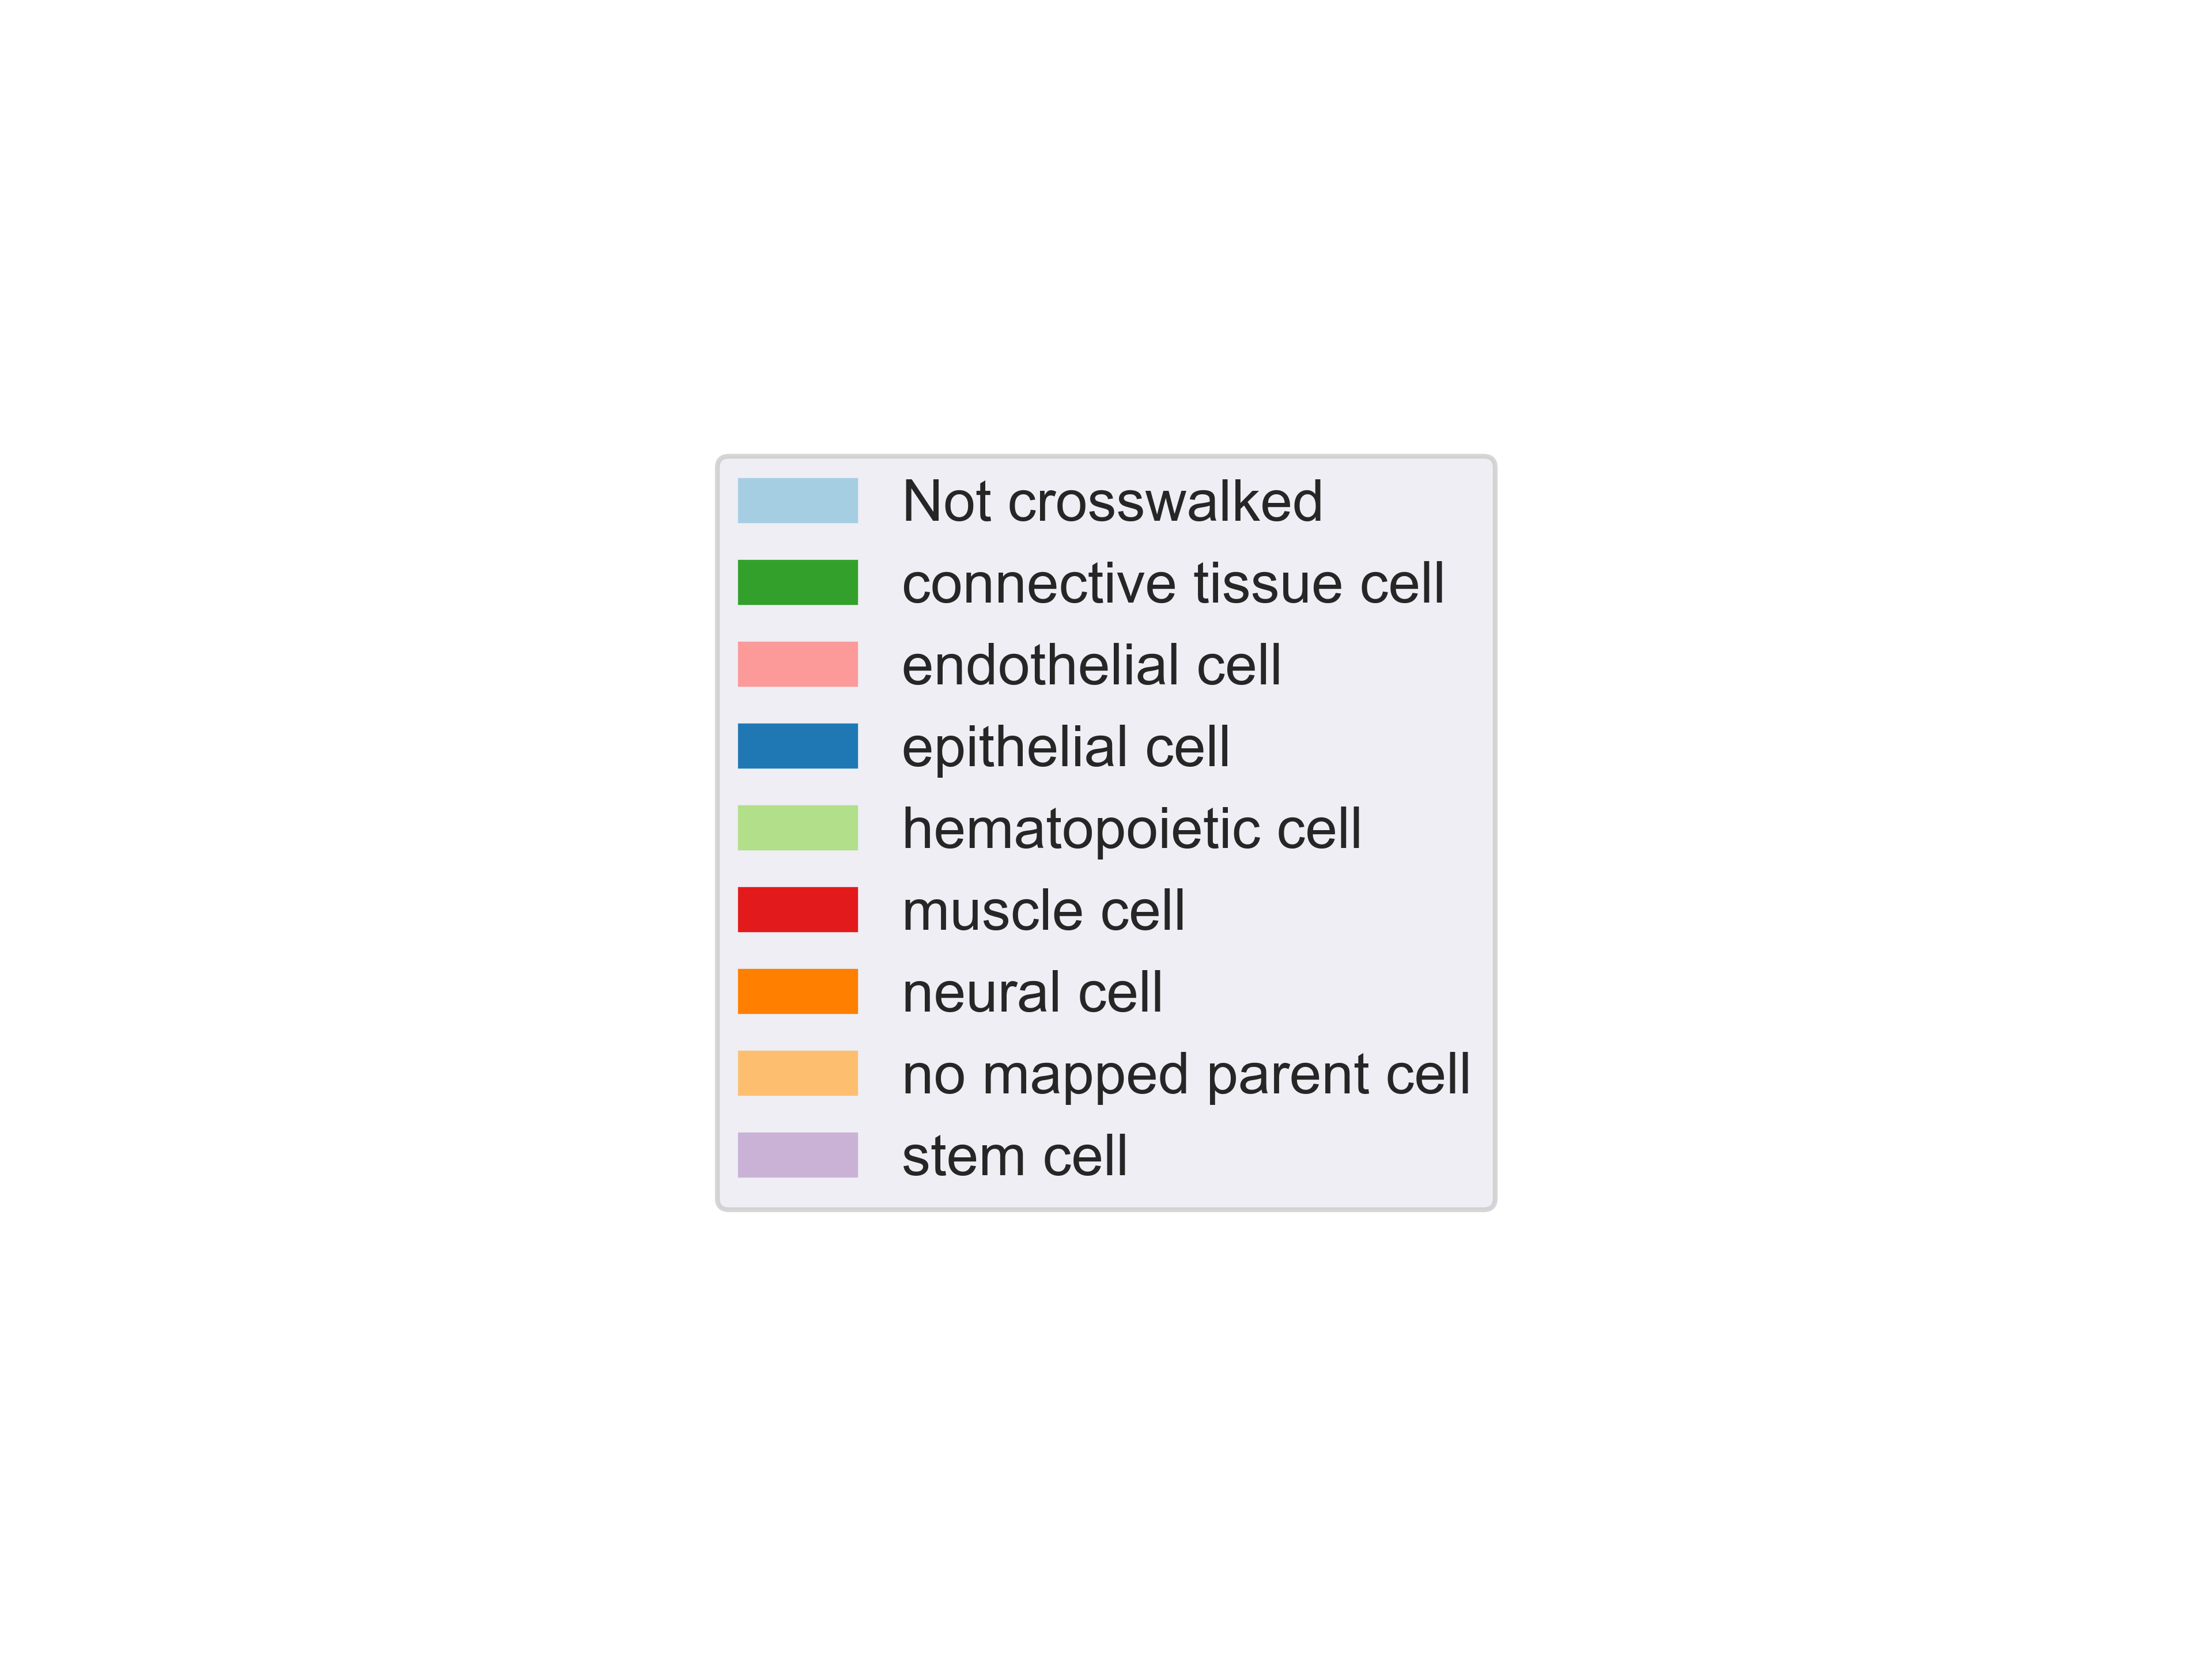 Not crosswalked
connective tissue cell
endothelial cell
epithelial cell
hematopoietic cell
muscle cell
neural cell
no mapped parent cell
stem cell